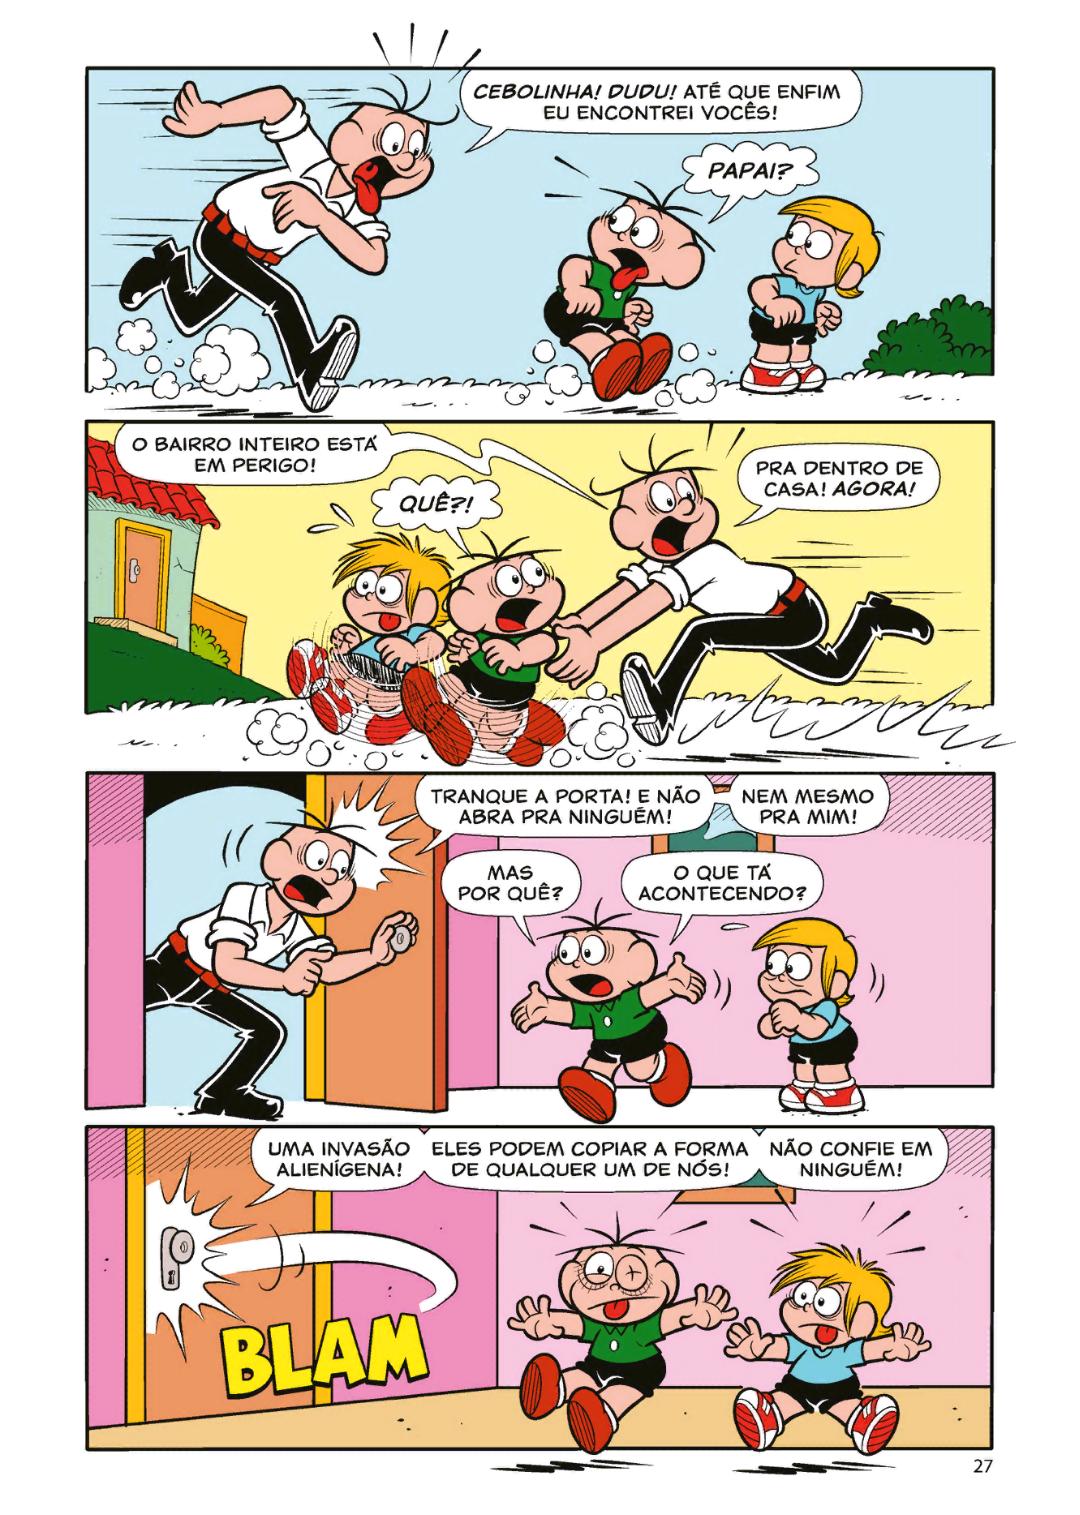 CEBOLINHA! DUDU! ATÉ QUE ENFIM
EU ENCONTREI VOCÊS!
PAPAI?
O BAIRRO INTEIRO ESTÁ
EM PERIGO!
QUÊ?!
PRA DENTRO DE
CASA! AGORA!
TRANQUE A PORTA! E NÃO
ABRA PRA NINGUÉM!
NEM MESMO
PRA MIM!
MAS
POR QUÊ?
O QUE TÁ
ACONTECENDO?
UMA INVASÃO
ALIENÍGENA!
ELES PODEM COPIAR A FORMA
DE QUALQUER UM DE NÓS!
NÃO CONFIE EM
NINGUÉM!
BLAM
27